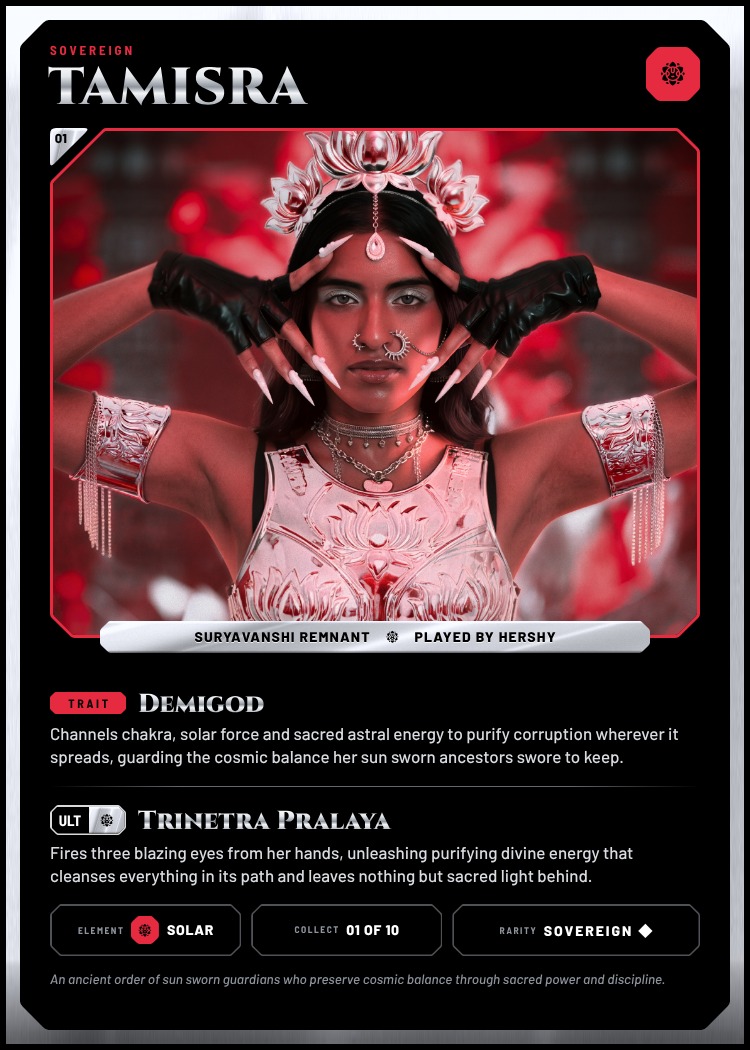 SOVEREIGN
TAMISRA
01
SURYAVANSHI REMNANT PLAYED BY HERSHY
TRAIT DEMIGOD
Channels chakra, solar force and sacred astral energy to purify corruption wherever it
spreads, guarding the cosmic balance her sun sworn ancestors swore to keep.
ULT TRINETRA PRALAYA
Fires three blazing eyes from her hands, unleashing purifying divine energy that
cleanses everything in its path and leaves nothing but sacred light behind.
ELEMENT SOLAR COLLECT 01 OF 10 RARITY SOVEREIGN
An ancient order of sun sworn guardians who preserve cosmic balance through sacred power and discipline.